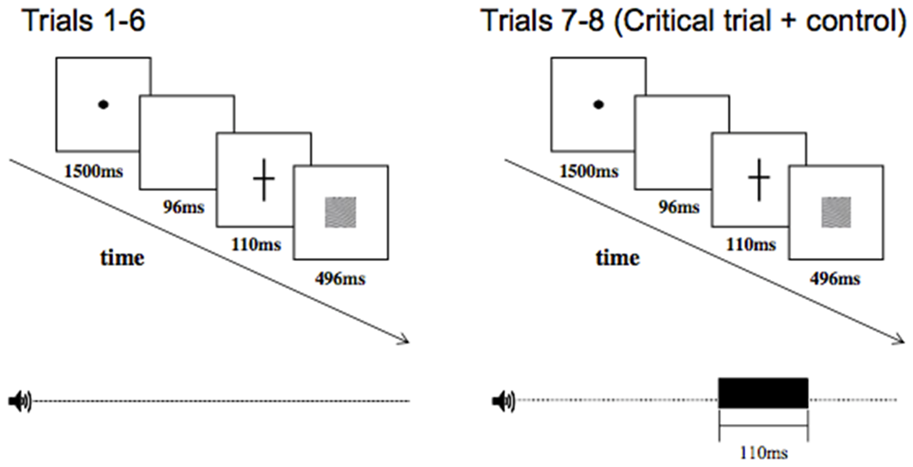 Trials 1-6
1500ms
96ms
110ms
496ms
time
Trials 7-8 (Critical trial + control)
1500ms
96ms
110ms
496ms
time
110ms